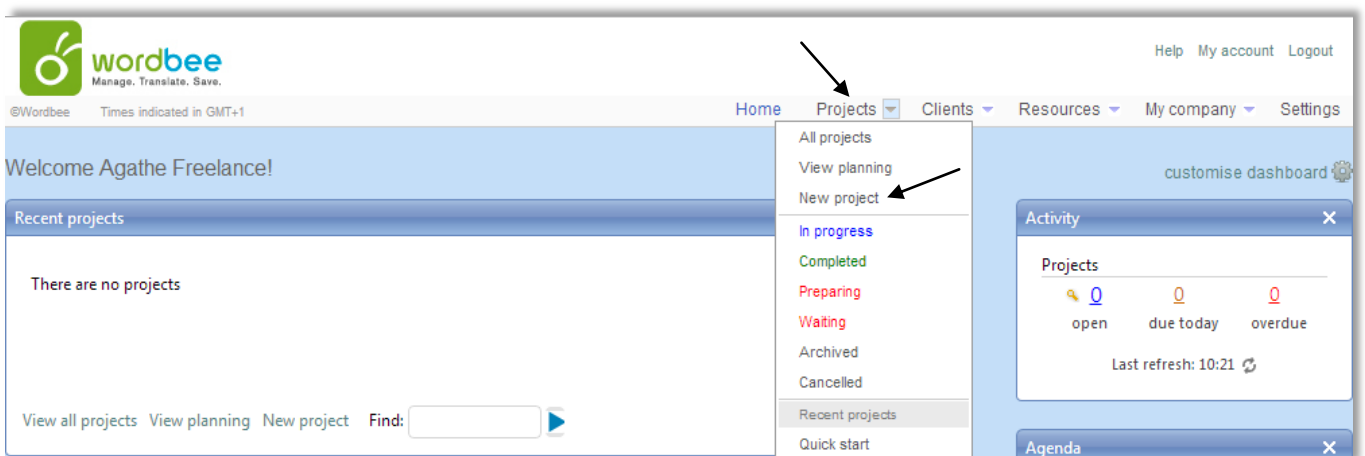 wordbee
Manage. Translate. Save.
Help My account Logout
©Wordbee Times indicated in GMT+1
Home Projects Clients Resources My company Settings
All projects
View planning
New project
In progress
Completed
Preparing
Waiting
Archived
Cancelled
Recent projects
Quick start
Welcome Agathe Freelance!
customise dashboard
Recent projects
There are no projects
View all projects View planning New project Find:
Activity
Projects
0 0 0
open due today overdue
Last refresh: 10:21
Agenda